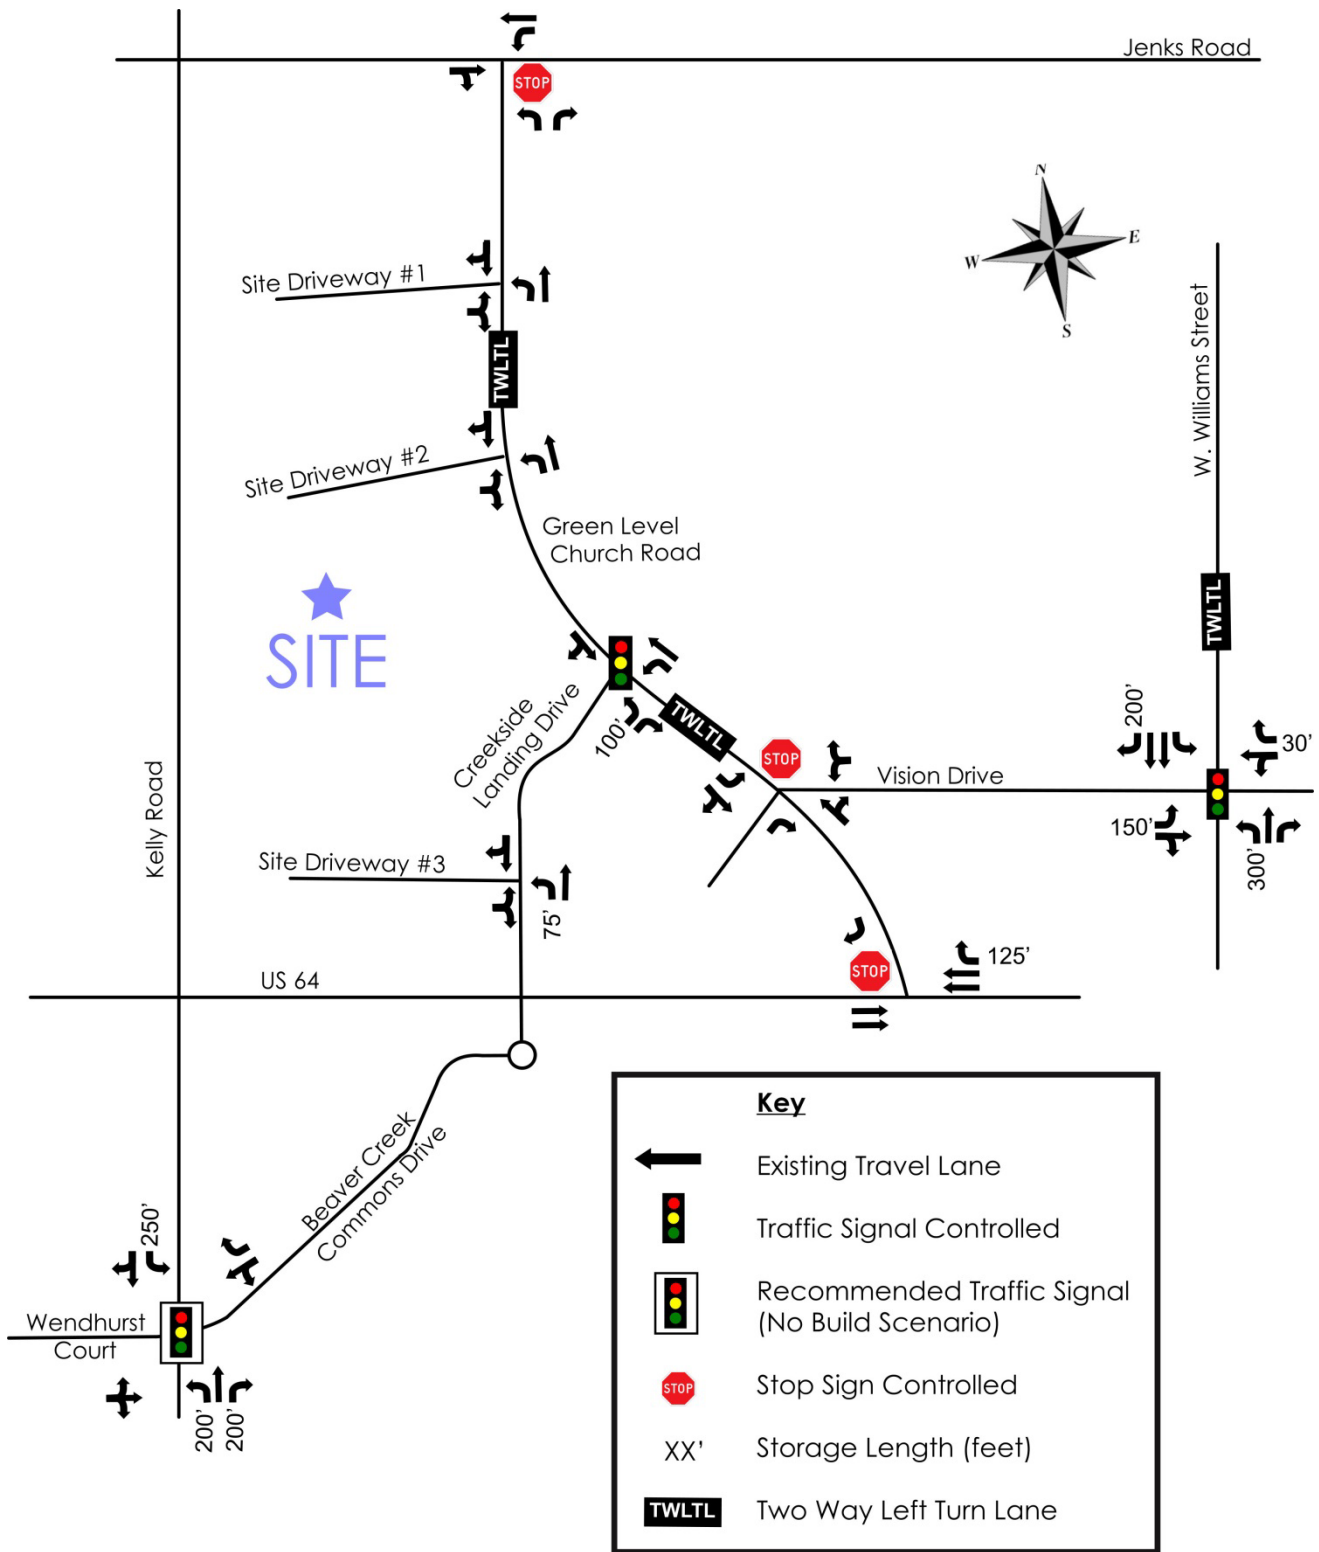 Jenks Road
STOP
N
E
W
S
Site Driveway #1
TWLTL
Site Driveway #2
W. Williams Street
Green Level
Church Road
TWLTL
SITE
Creekside
Landing Drive
100'
TWLTL
STOP
Vision Drive
200'
30'
150'
300'
Kelly Road
Site Driveway #3
75'
STOP
125'
US 64
Beaver Creek
Commons Drive
250'
Wendhurst
Court
200'
200'
Key
Existing Travel Lane
Traffic Signal Controlled
Recommended Traffic Signal
(No Build Scenario)
STOP
Stop Sign Controlled
XX'
Storage Length (feet)
TWLTL
Two Way Left Turn Lane